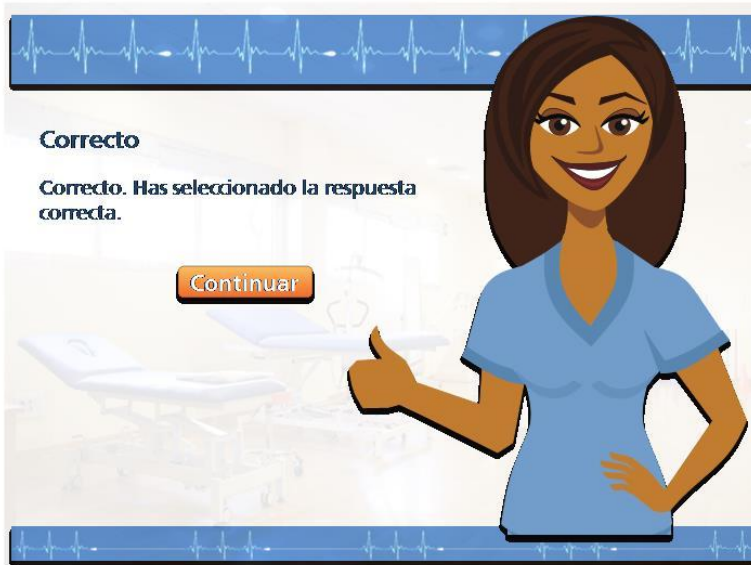 Correcto
Correcto. Has seleccionado la respuesta
correcta.
Continuar